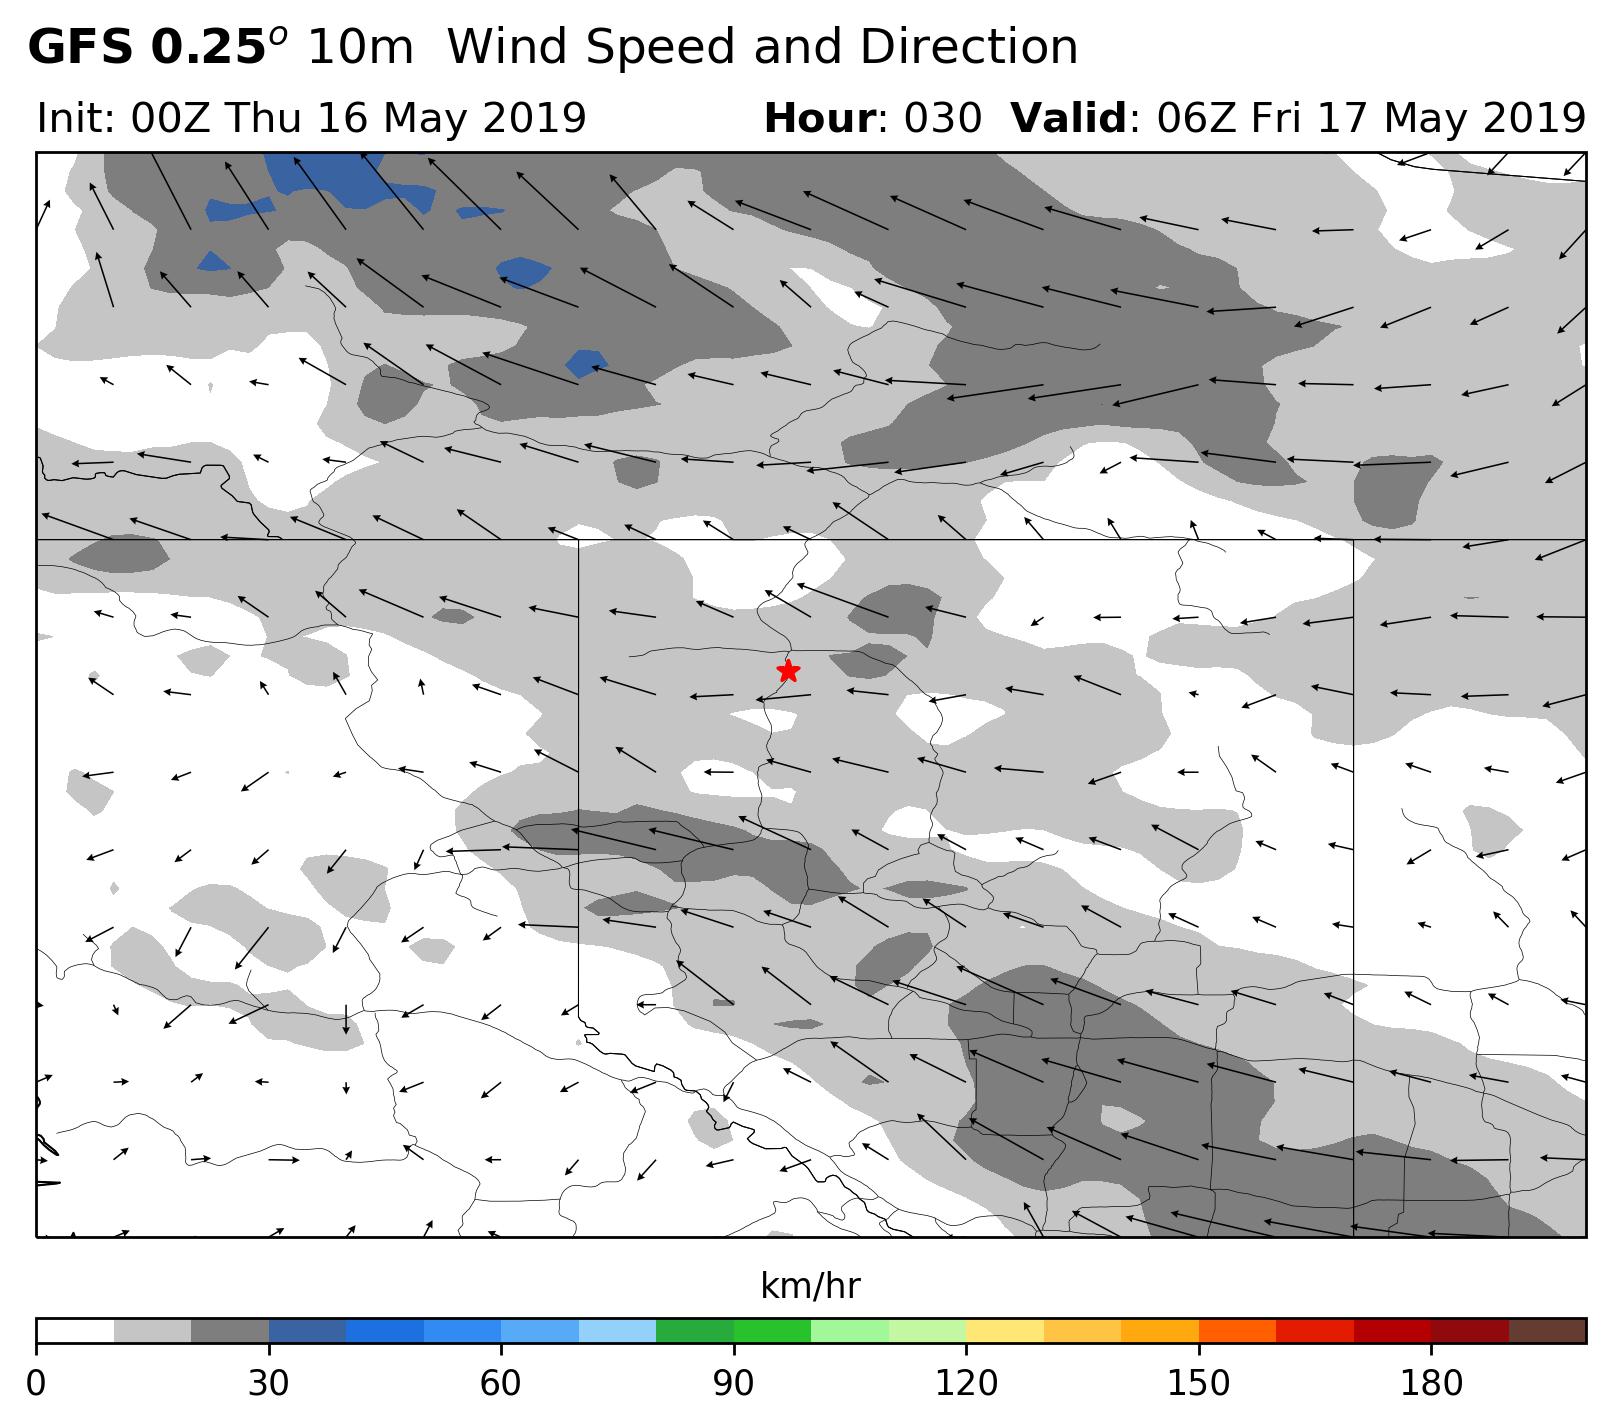 GFS 0.25° 10m Wind Speed and Direction
Init: 00Z Thu 16 May 2019 Hour: 030 Valid: 06Z Fri 17 May 2019
km/hr
0 30 60 90 120 150 180